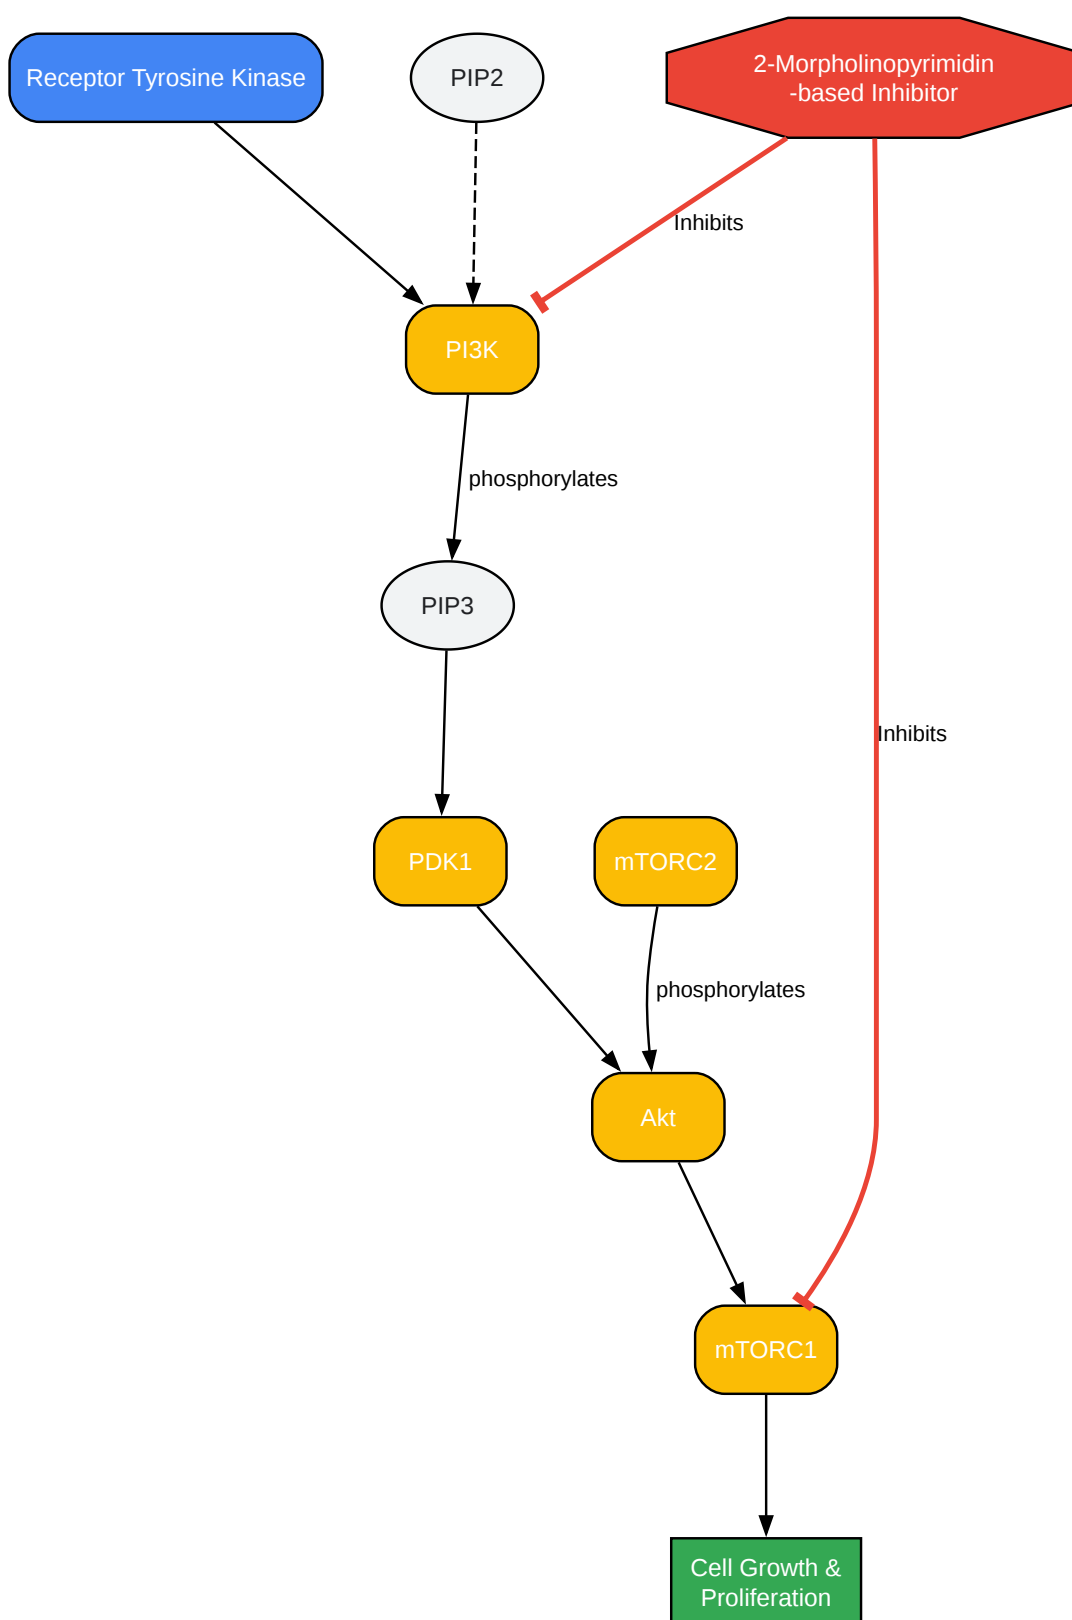 Receptor Tyrosine Kinase
PIP2
2-Morpholinopyrimidin
-based Inhibitor
Inhibits
PI3K
phosphorylates
PIP3
Inhibits
PDK1
mTORC2
phosphorylates
Akt
mTORC1
Cell Growth &
Proliferation